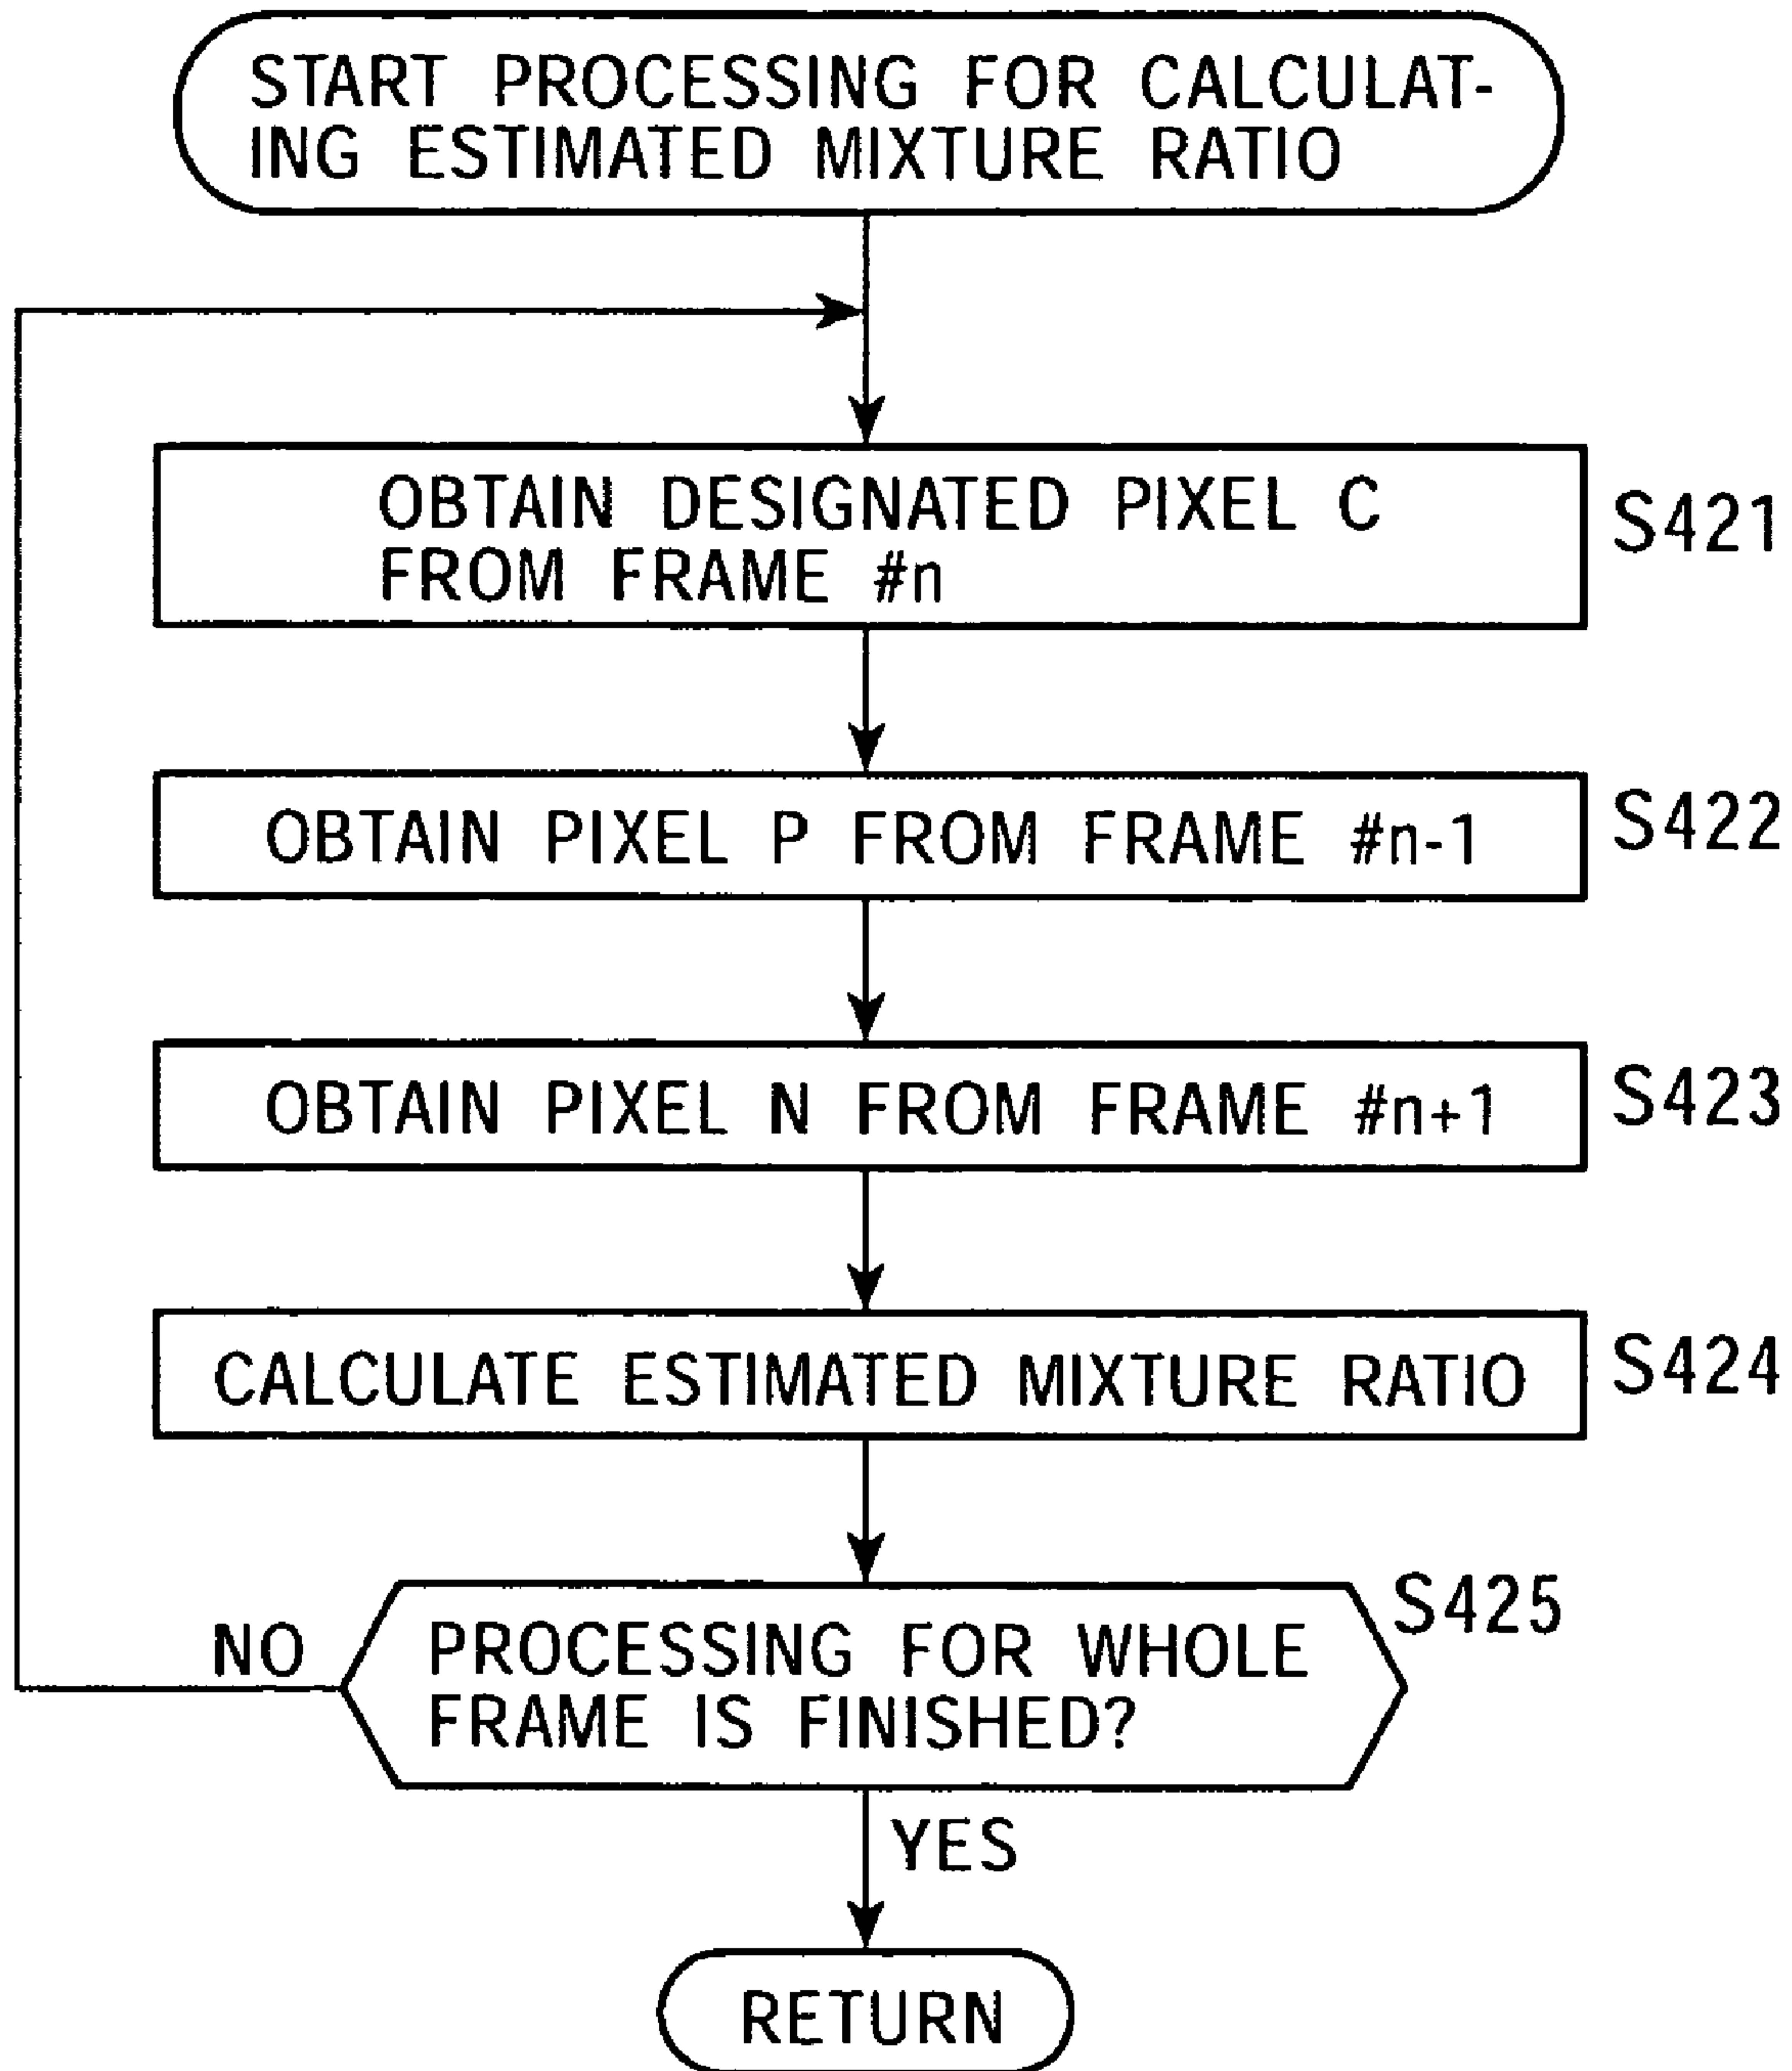 START PROCESSING FOR CALCULAT-
ING ESTIMATED MIXTURE RATIO
OBTAIN DESIGNATED PIXEL C
FROM FRAME #n
S421
OBTAIN PIXEL P FROM FRAME #n-1
S422
OBTAIN PIXEL N FROM FRAME #n+1
S423
CALCULATE ESTIMATED MIXTURE RATIO
S424
S425
NO
PROCESSING FOR WHOLE
FRAME IS FINISHED?
YES
RETURN